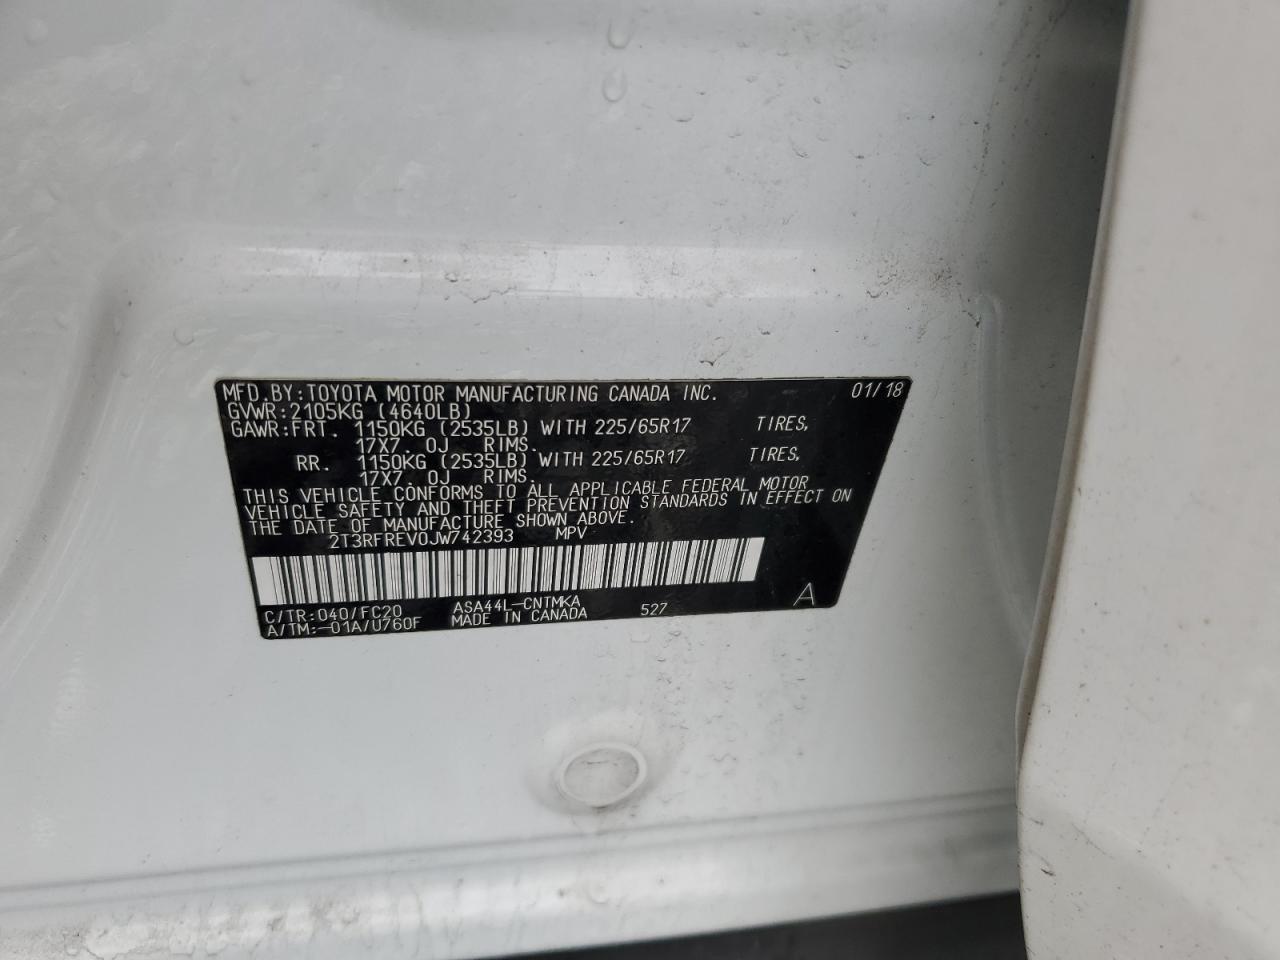 MFD.BY:TOYOTA MOTOR MANUFACTURING CANADA INC. 01/18
GVWR:2105KG (4640LB)
GAWR:FRT. 1150KG (2535LB) WITH 225/65R17 TIRES,
17X7.0J RIMS.
RR. 1150KG (2535LB) WITH 225/65R17 TIRES,
17X7.0J RIMS.
THIS VEHICLE CONFORMS TO ALL APPLICABLE FEDERAL MOTOR
VEHICLE SAFETY AND THEFT PREVENTION STANDARDS IN EFFECT ON
THE DATE OF MANUFACTURE SHOWN ABOVE.
2T3RFREV0JW742393 MPV
C/TR:040/FC20 ASA44L-CNTMKA 527 A
A/TM:-01A/U760F MADE IN CANADA